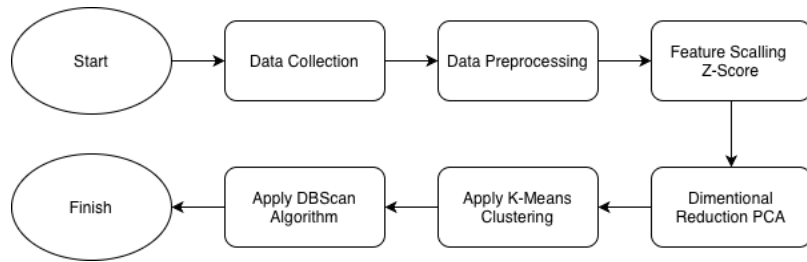 Start
Data Collection
Data Preprocessing
Feature Scalling
Z-Score
Dimentional
Reduction PCA
Apply K-Means
Clustering
Apply DBScan
Algorithm
Finish